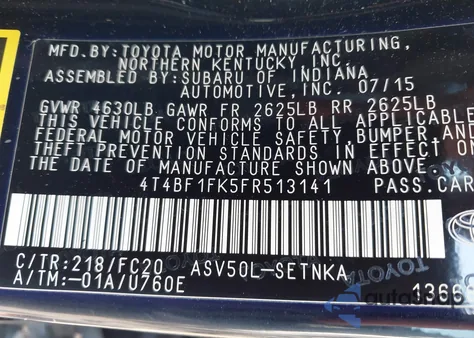 MFD.BY:TOYOTA MOTOR MANUFACTURING,
NORTHERN KENTUCKY,INC.
ASSEMBLED BY:SUBARU OF INDIANA
AUTOMOTIVE,INC. 07/15
GVWR 4630LB GAWR FR 2625LB RR 2625LB
THIS VEHICLE CONFORMS TO ALL APPLICABLE
FEDERAL MOTOR VEHICLE SAFETY, BUMPER,AND
THEFT PREVENTION STANDARDS IN EFFECT ON
THE DATE OF MANUFACTURE SHOWN ABOVE.
4T4BF1FK5FR513141 PASS.CAR
C/TR:218/FC20 ASV50L-SETNKA
A/TM:-01A/U760E
1366
TOYOTA